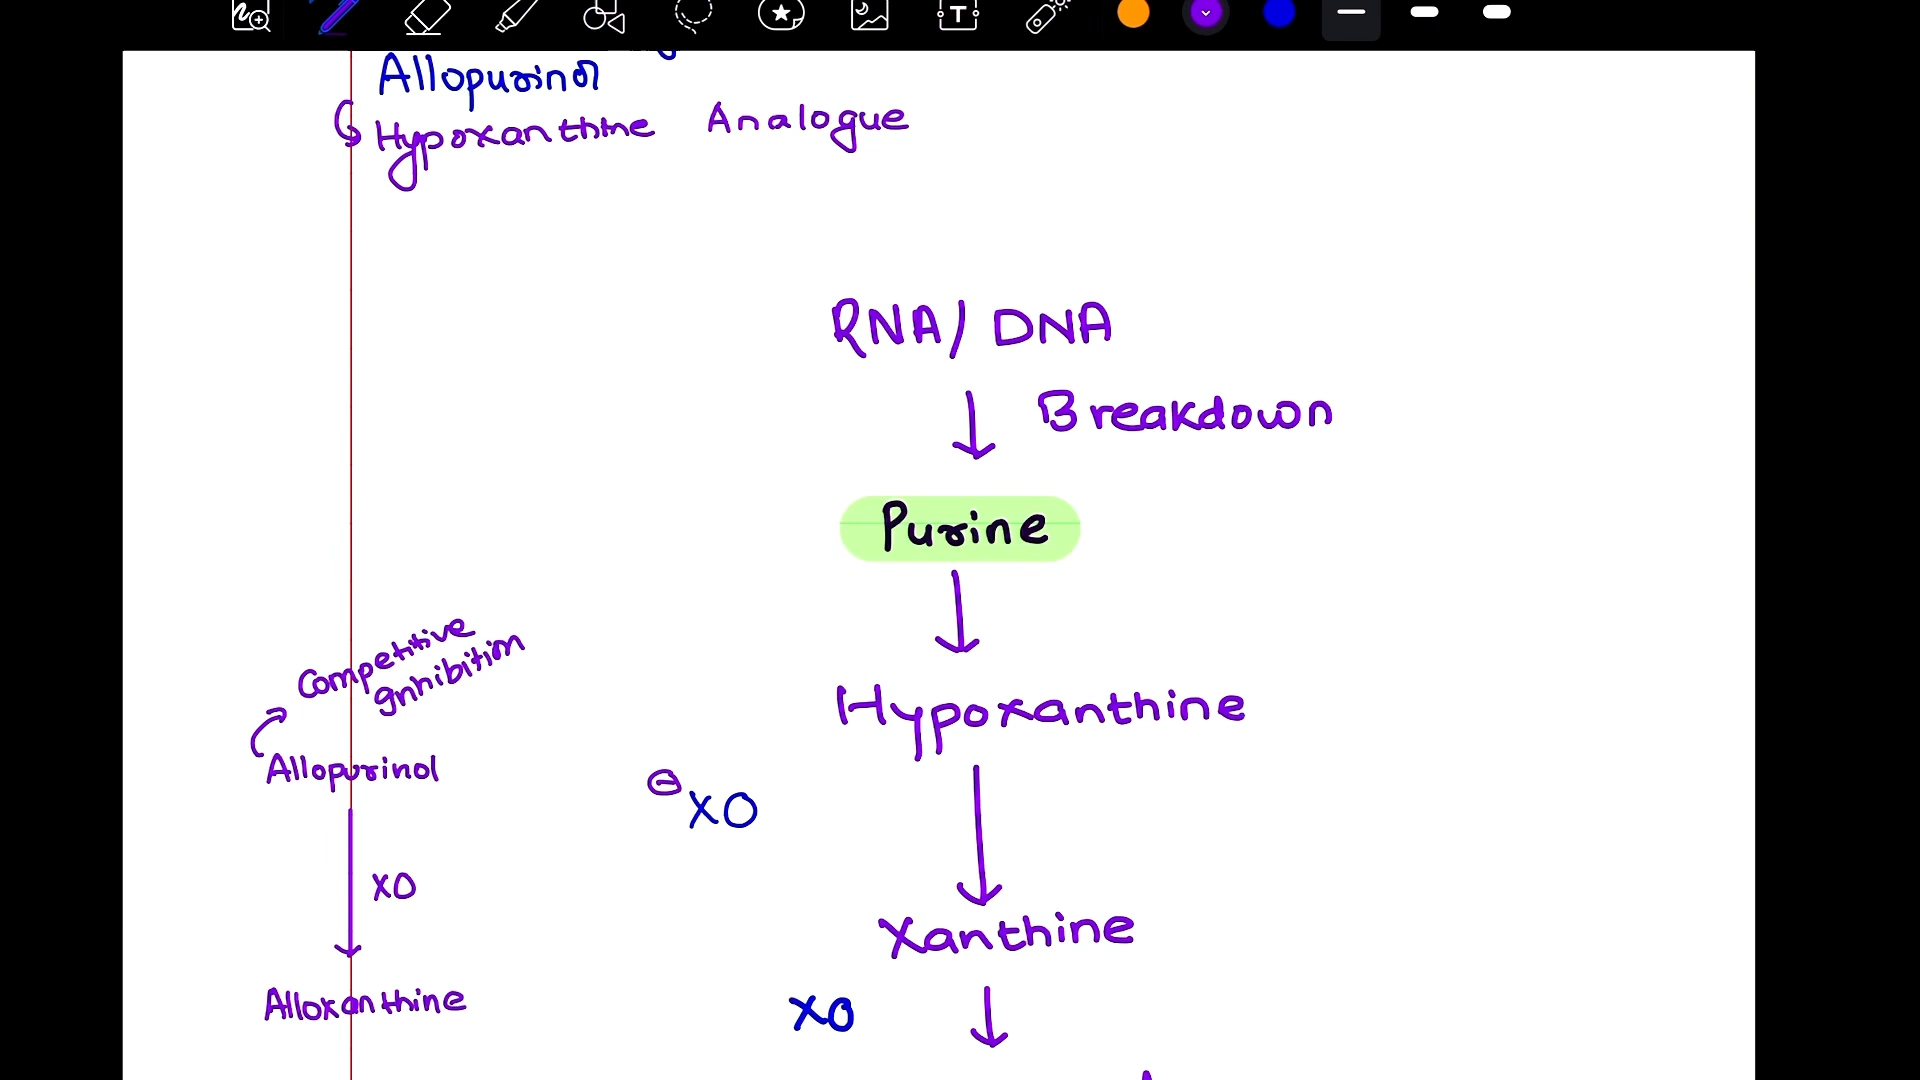 Allopurinol
Hypoxanthine Analogue
RNA/ DNA
Breakdown
Purine
Competitive
Inhibition
Hypoxanthine
Allopurinol
⊖ XO
XO
Xanthine
Alloxanthine
XO